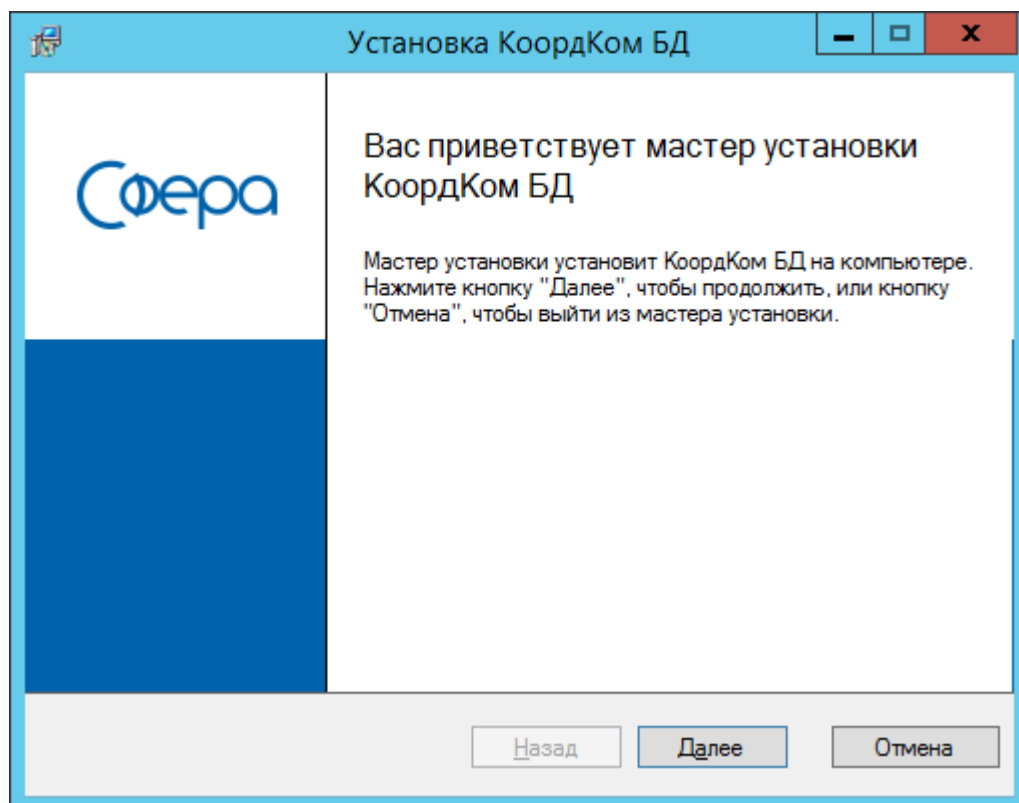 Установка КоордКом БД
Сфера
Вас приветствует мастер установки
КоордКом БД
Мастер установки установит КоордКом БД на компьютере.
Нажмите кнопку "Далее", чтобы продолжить, или кнопку
"Отмена", чтобы выйти из мастера установки.
Назад
Далее
Отмена